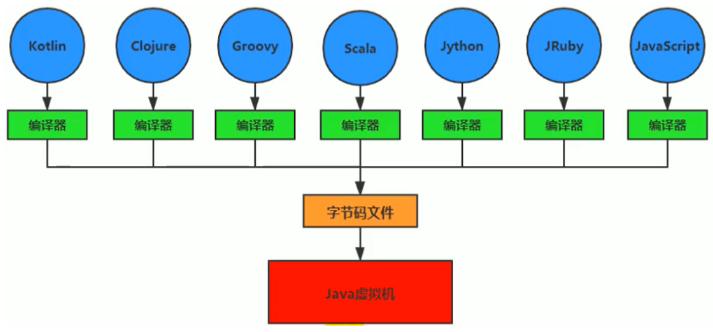 Kotlin
Clojure
Groovy
Scala
Jython
JRuby
JavaScript
编译器
编译器
编译器
编译器
编译器
编译器
编译器
字节码文件
Java虚拟机